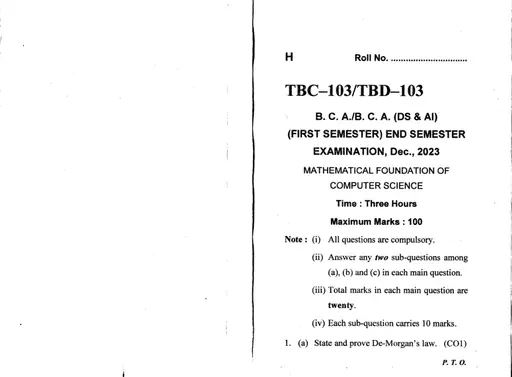 H Roll No. ...............................
TBC–103/TBD–103
B. C. A./B. C. A. (DS & AI)
(FIRST SEMESTER) END SEMESTER
EXAMINATION, Dec., 2023
MATHEMATICAL FOUNDATION OF
COMPUTER SCIENCE
Time : Three Hours
Maximum Marks : 100
Note : (i) All questions are compulsory.
(ii) Answer any two sub-questions among
(a), (b) and (c) in each main question.
(iii) Total marks in each main question are
twenty.
(iv) Each sub-question carries 10 marks.
1. (a) State and prove De-Morgan's law. (CO1)
P. T. O.